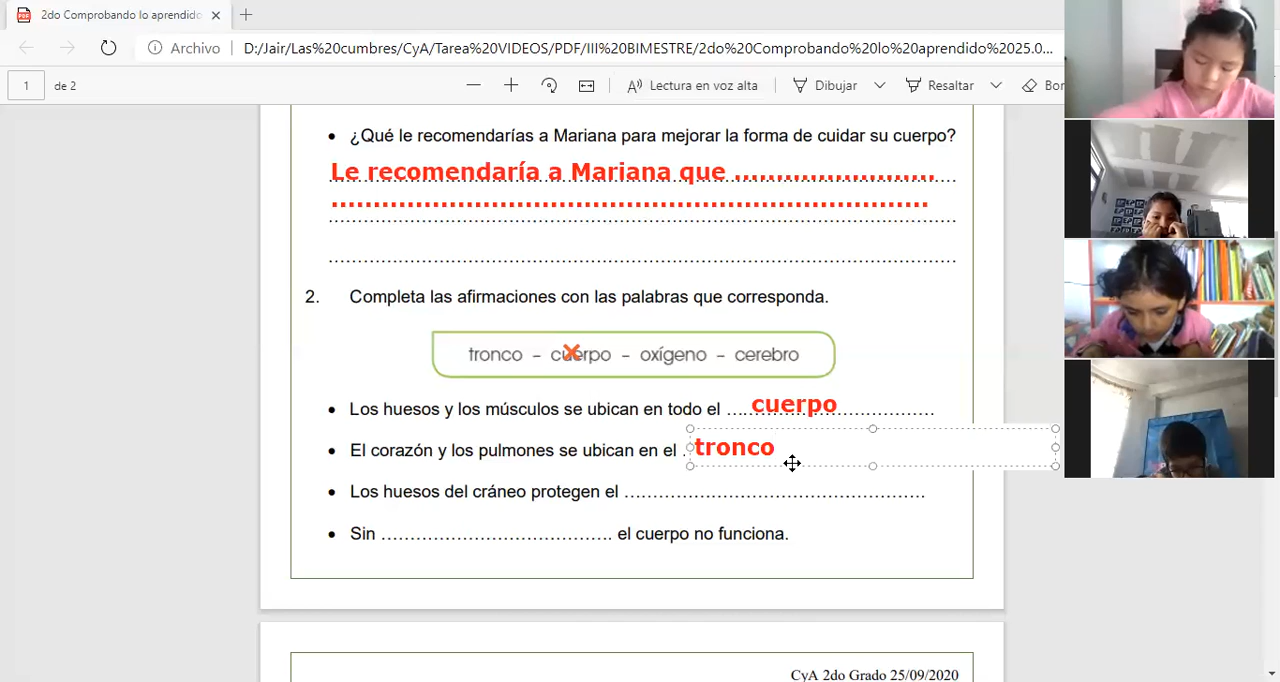 2do Comprobando lo aprendido
Archivo D:/Jair/Las%20cumbres/CyA/Tarea%20VIDEOS/PDF/III%20BIMESTRE/2do%20Comprobando%20lo%20aprendido%2025.0...
1 de 2 Lectura en voz alta Dibujar Resaltar Bor
• ¿Qué le recomendarías a Mariana para mejorar la forma de cuidar su cuerpo?
Le recomendaría a Mariana que ........................
........................................................................
........................................................................
........................................................................
2. Completa las afirmaciones con las palabras que corresponda.
tronco – cuerpo – oxígeno – cerebro
• Los huesos y los músculos se ubican en todo el .... cuerpo ....................
• El corazón y los pulmones se ubican en el . tronco
• Los huesos del cráneo protegen el ……………………………………………
• Sin …………………………………. el cuerpo no funciona.
CyA 2do Grado 25/09/2020